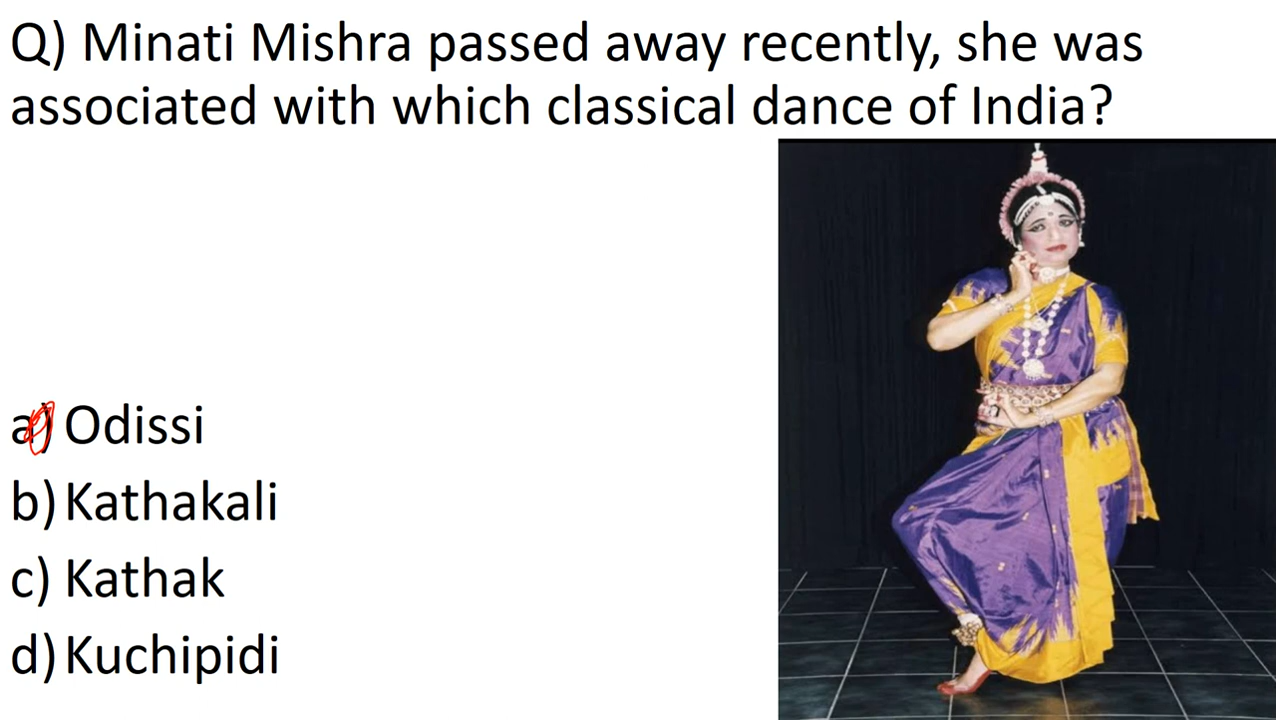 Q) Minati Mishra passed away recently, she was
associated with which classical dance of India?
a) Odissi
b) Kathakali
c) Kathak
d) Kuchipidi